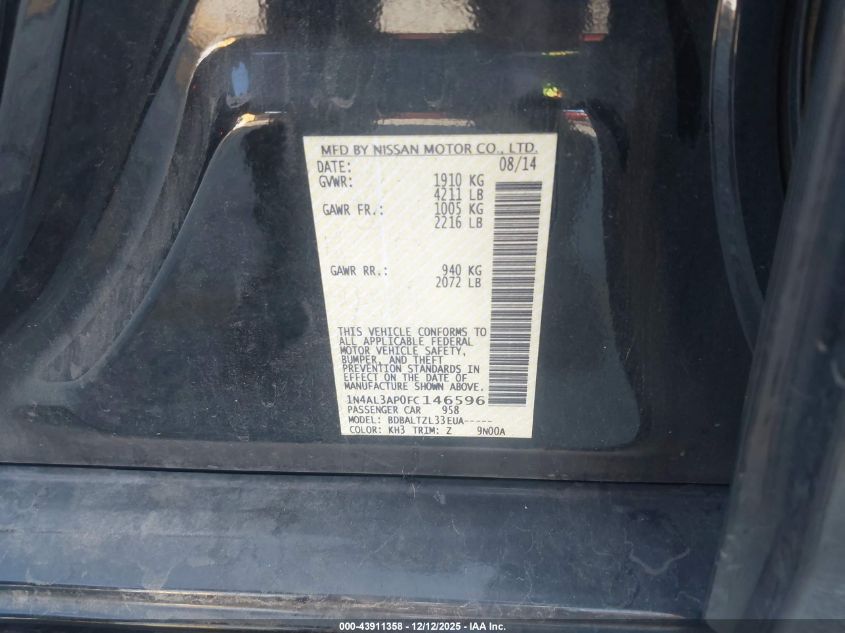 MFD BY NISSAN MOTOR CO., LTD.
DATE: 08/14
GVWR: 1910 KG
4211 LB
GAWR FR.: 1005 KG
2216 LB
GAWR RR.: 940 KG
2072 LB
THIS VEHICLE CONFORMS TO
ALL APPLICABLE FEDERAL
MOTOR VEHICLE SAFETY,
BUMPER, AND THEFT
PREVENTION STANDARDS IN
EFFECT ON THE DATE OF
MANUFACTURE SHOWN ABOVE.
1N4AL3AP0FC146596
PASSENGER CAR 958
MODEL: BDBALTZL33EUA-----
COLOR: KH3 TRIM: Z 9N00A
000-43911358 - 12/12/2025 - IAA Inc.